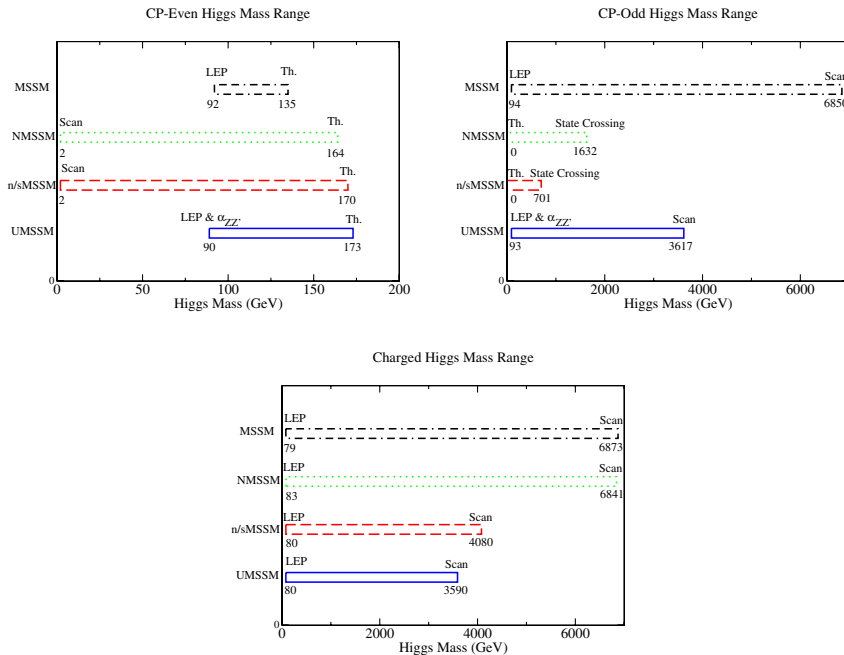 CP-Even Higgs Mass Range
LEP Th.
MSSM
92 135
Scan Th.
NMSSM
2 164
Scan Th.
n/sMSSM
2 170
LEP & α_ZZ' Th.
UMSSM
90 173
0
0 50 100 150 200
Higgs Mass (GeV)
CP-Odd Higgs Mass Range
LEP Scan
MSSM
94 6850
Th. State Crossing
NMSSM
0 1632
Th. State Crossing
n/sMSSM
0 701
LEP & α_ZZ' Scan
UMSSM
93 3617
0
0 2000 4000 6000
Higgs Mass (GeV)
Charged Higgs Mass Range
LEP Scan
MSSM
79 6873
LEP Scan
NMSSM
83 6841
LEP Scan
n/sMSSM
80 4080
LEP Scan
UMSSM
80 3590
0
0 2000 4000 6000
Higgs Mass (GeV)